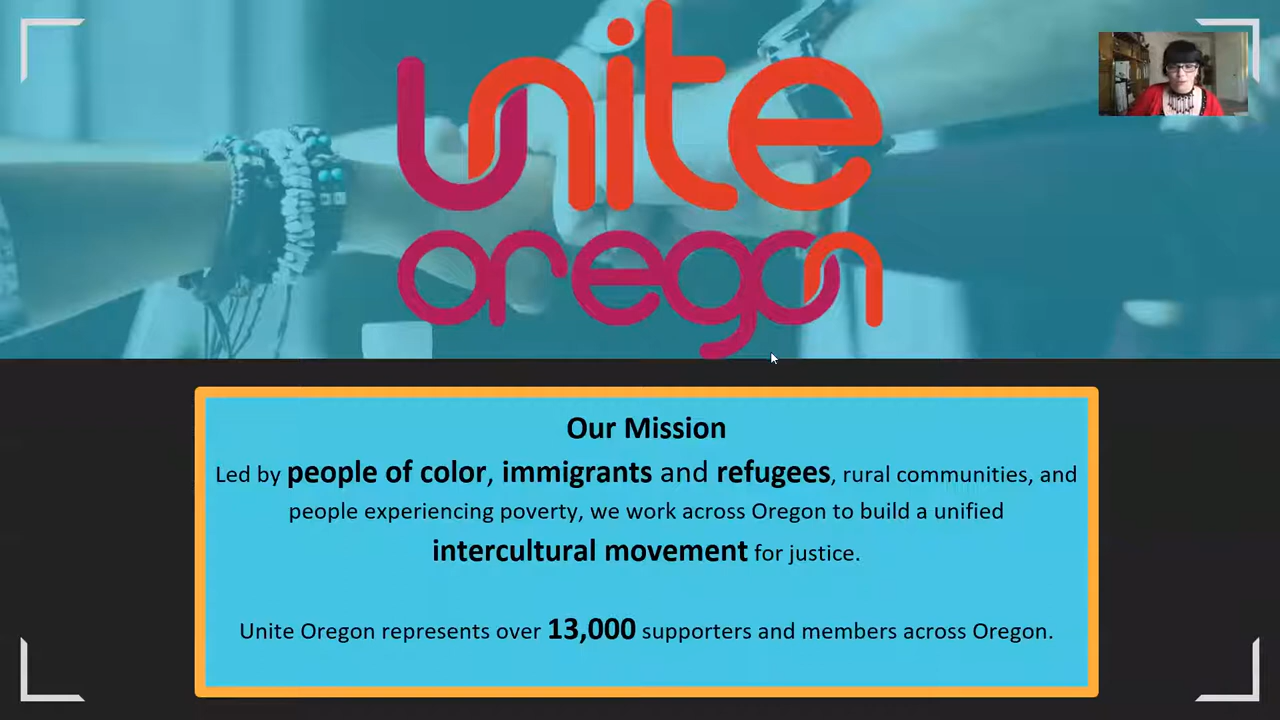 unite
oregon
Our Mission
Led by people of color, immigrants and refugees, rural communities, and
people experiencing poverty, we work across Oregon to build a unified
intercultural movement for justice.
Unite Oregon represents over 13,000 supporters and members across Oregon.